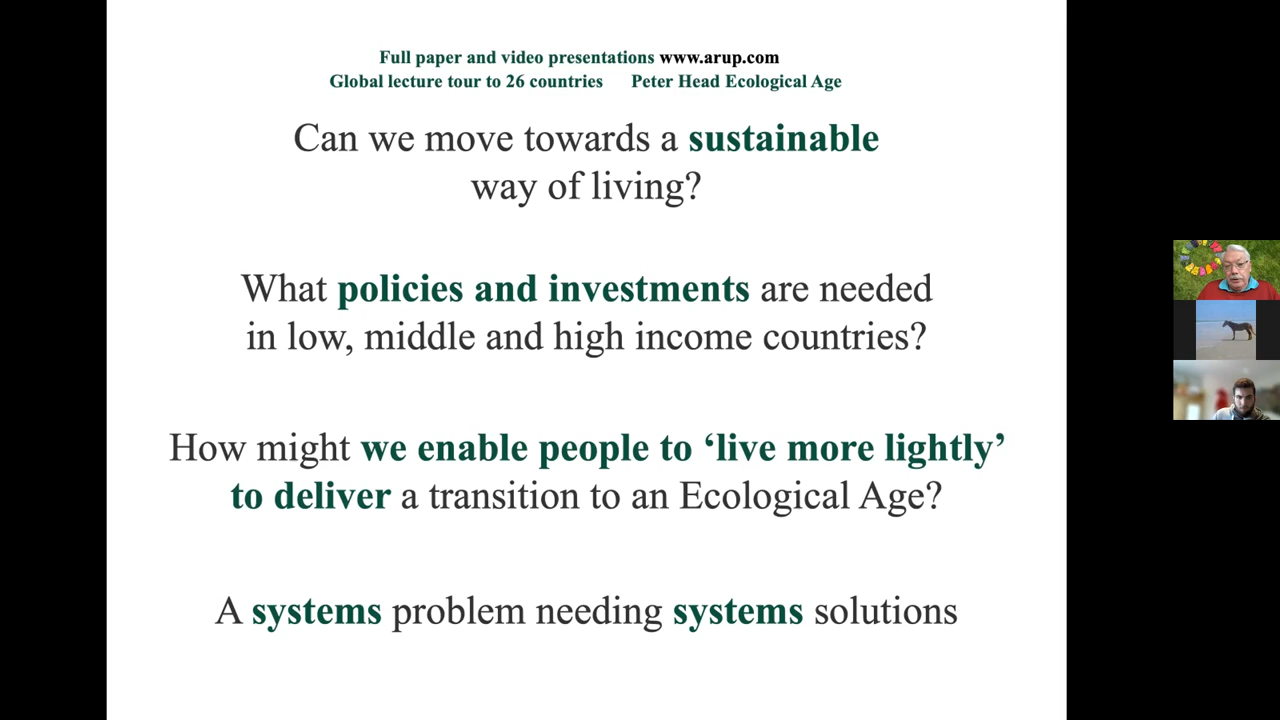 Full paper and video presentations www.arup.com
Global lecture tour to 26 countries Peter Head Ecological Age
Can we move towards a sustainable
way of living?
What policies and investments are needed
in low, middle and high income countries?
How might we enable people to ‘live more lightly’
to deliver a transition to an Ecological Age?
A systems problem needing systems solutions